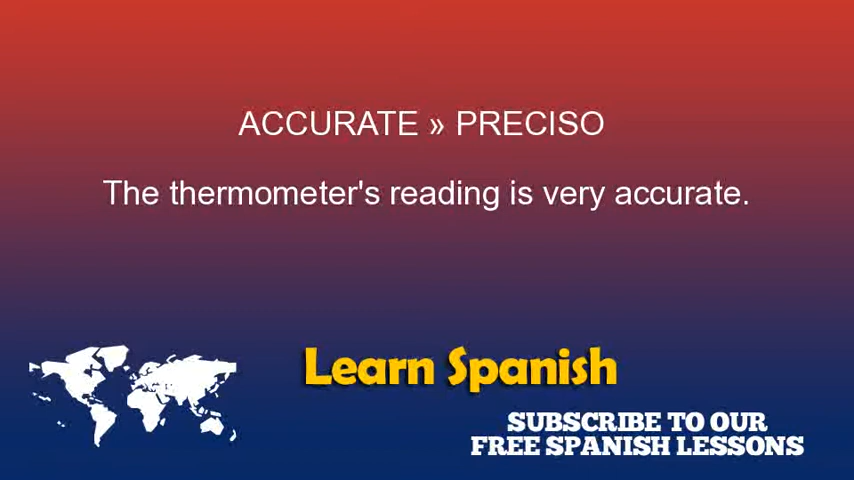 ACCURATE » PRECISO
The thermometer's reading is very accurate.
Learn Spanish
SUBSCRIBE TO OUR
FREE SPANISH LESSONS